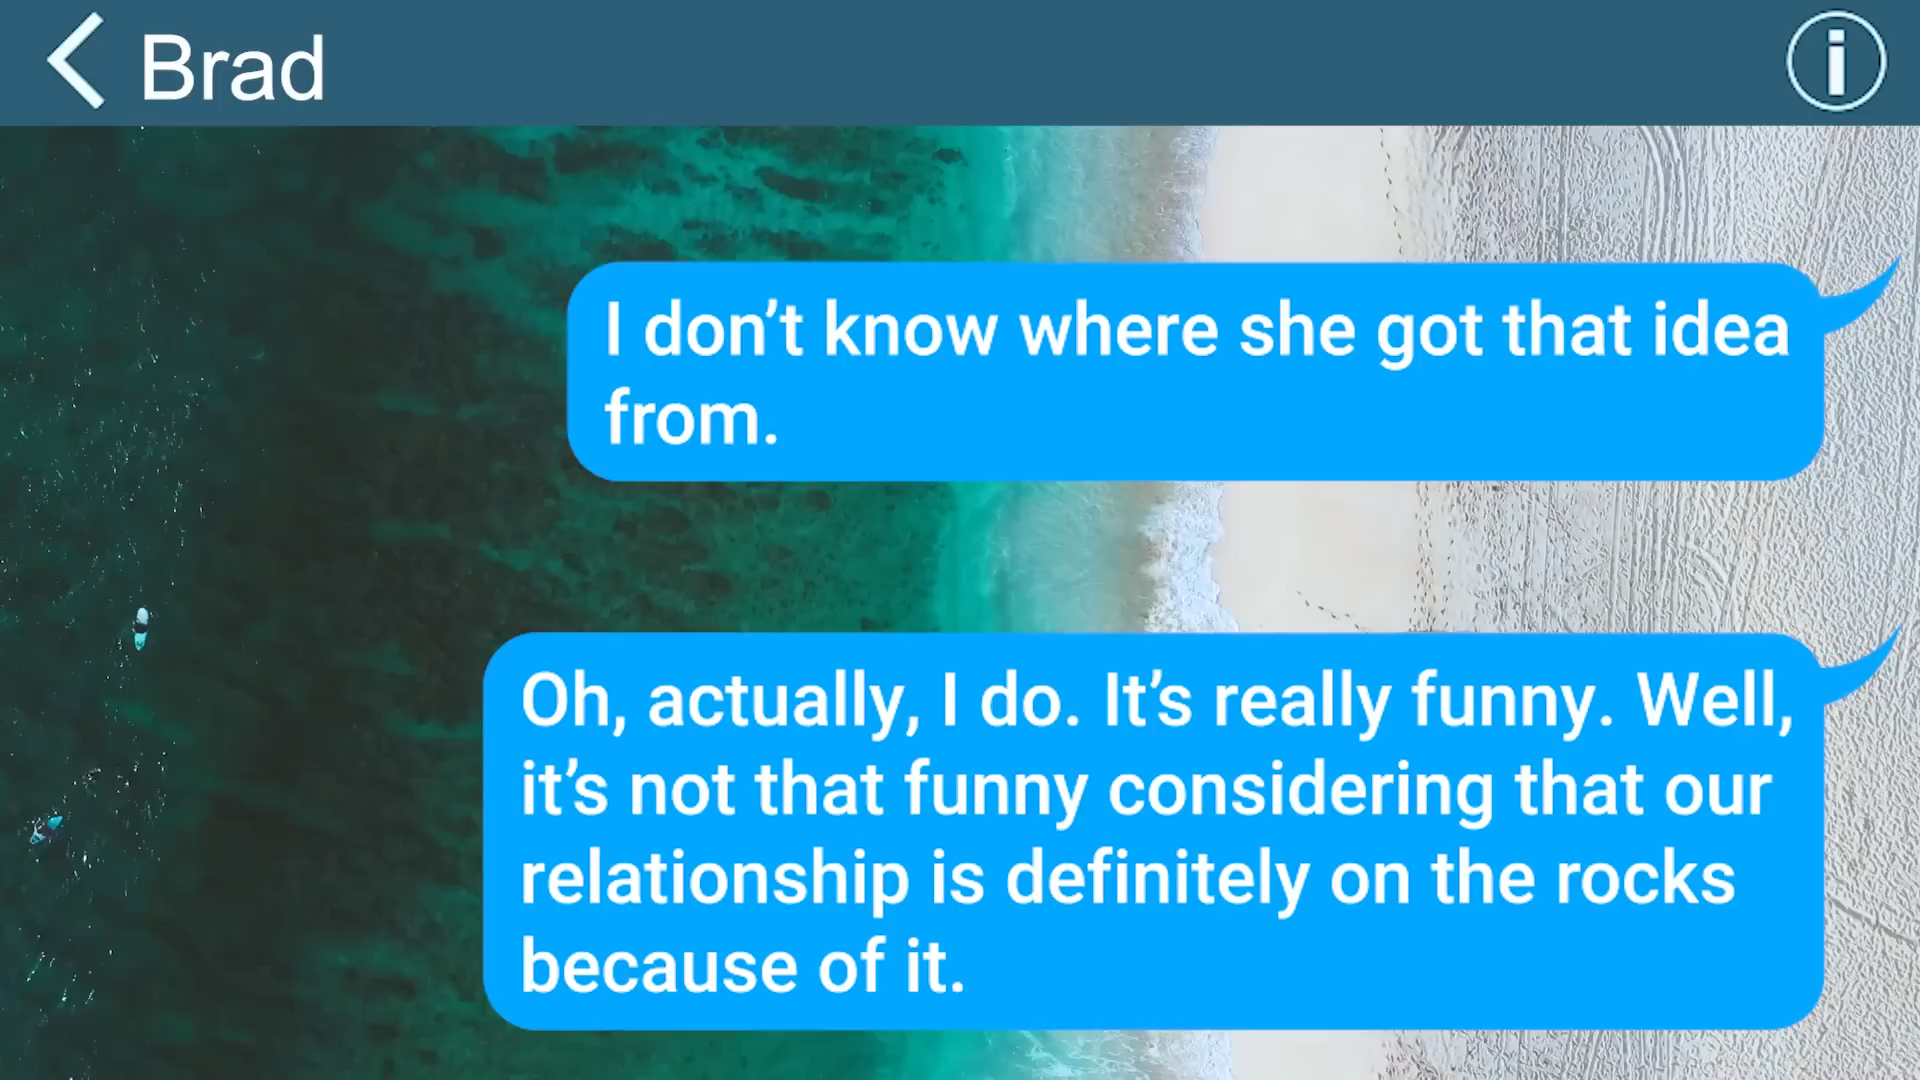 Brad
I don’t know where she got that idea
from.
Oh, actually, I do. It’s really funny. Well,
it’s not that funny considering that our
relationship is definitely on the rocks
because of it.